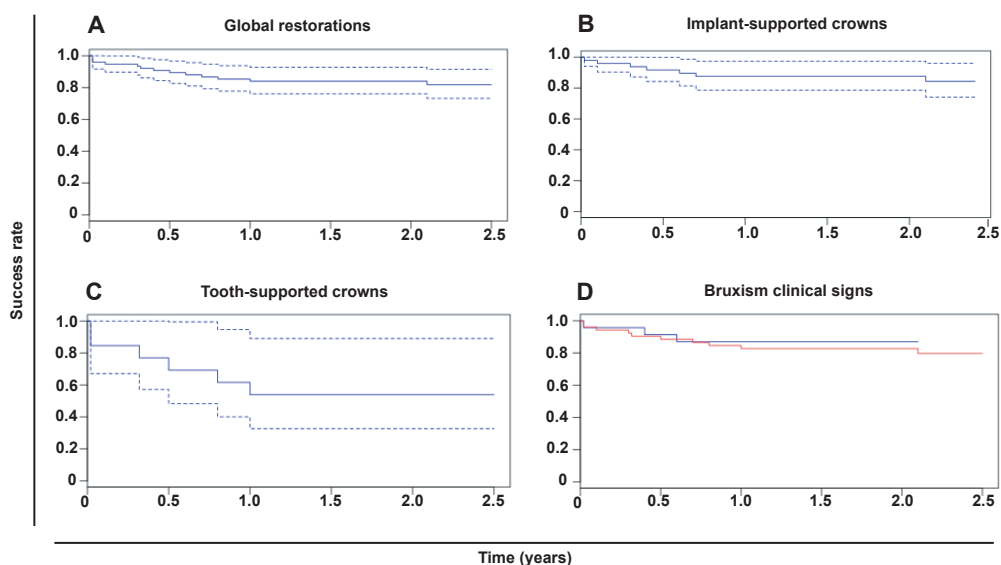 A
Global restorations
1.0
0.8
0.6
0.4
0.2
0
0 0.5 1.0 1.5 2.0 2.5
B
Implant-supported crowns
1.0
0.8
0.6
0.4
0.2
0
0 0.5 1.0 1.5 2.0 2.5
Success rate
C
Tooth-supported crowns
1.0
0.8
0.6
0.4
0.2
0
0 0.5 1.0 1.5 2.0 2.5
D
Bruxism clinical signs
1.0
0.8
0.6
0.4
0.2
0
0 0.5 1.0 1.5 2.0 2.5
Time (years)